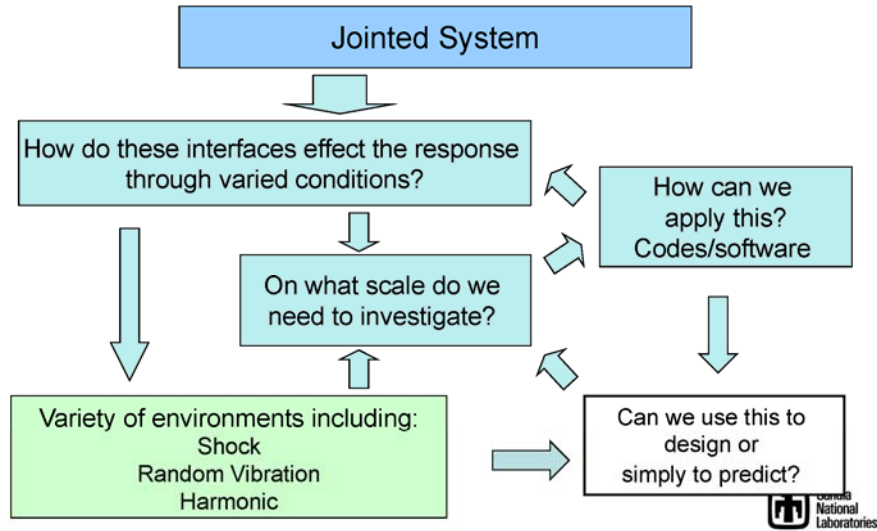 Jointed System
How do these interfaces effect the response
through varied conditions?
How can we
apply this?
Codes/software
On what scale do we
need to investigate?
Variety of environments including:
Shock
Random Vibration
Harmonic
Can we use this to
design or
simply to predict?
National
Laboratories